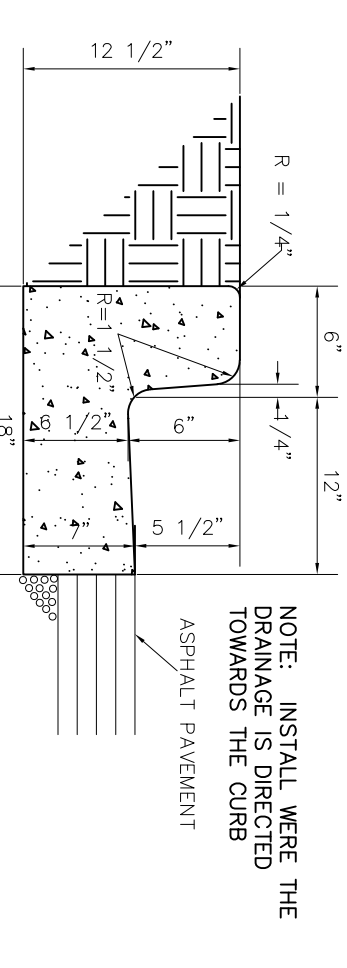 12 1/2"
R = 1/4"
6"
1/4"
12"
R=1 1/2"
6 1/2"
6"
7"
5 1/2"
18"
ASPHALT PAVEMENT
NOTE: INSTALL WERE THE
DRAINAGE IS DIRECTED
TOWARDS THE CURB